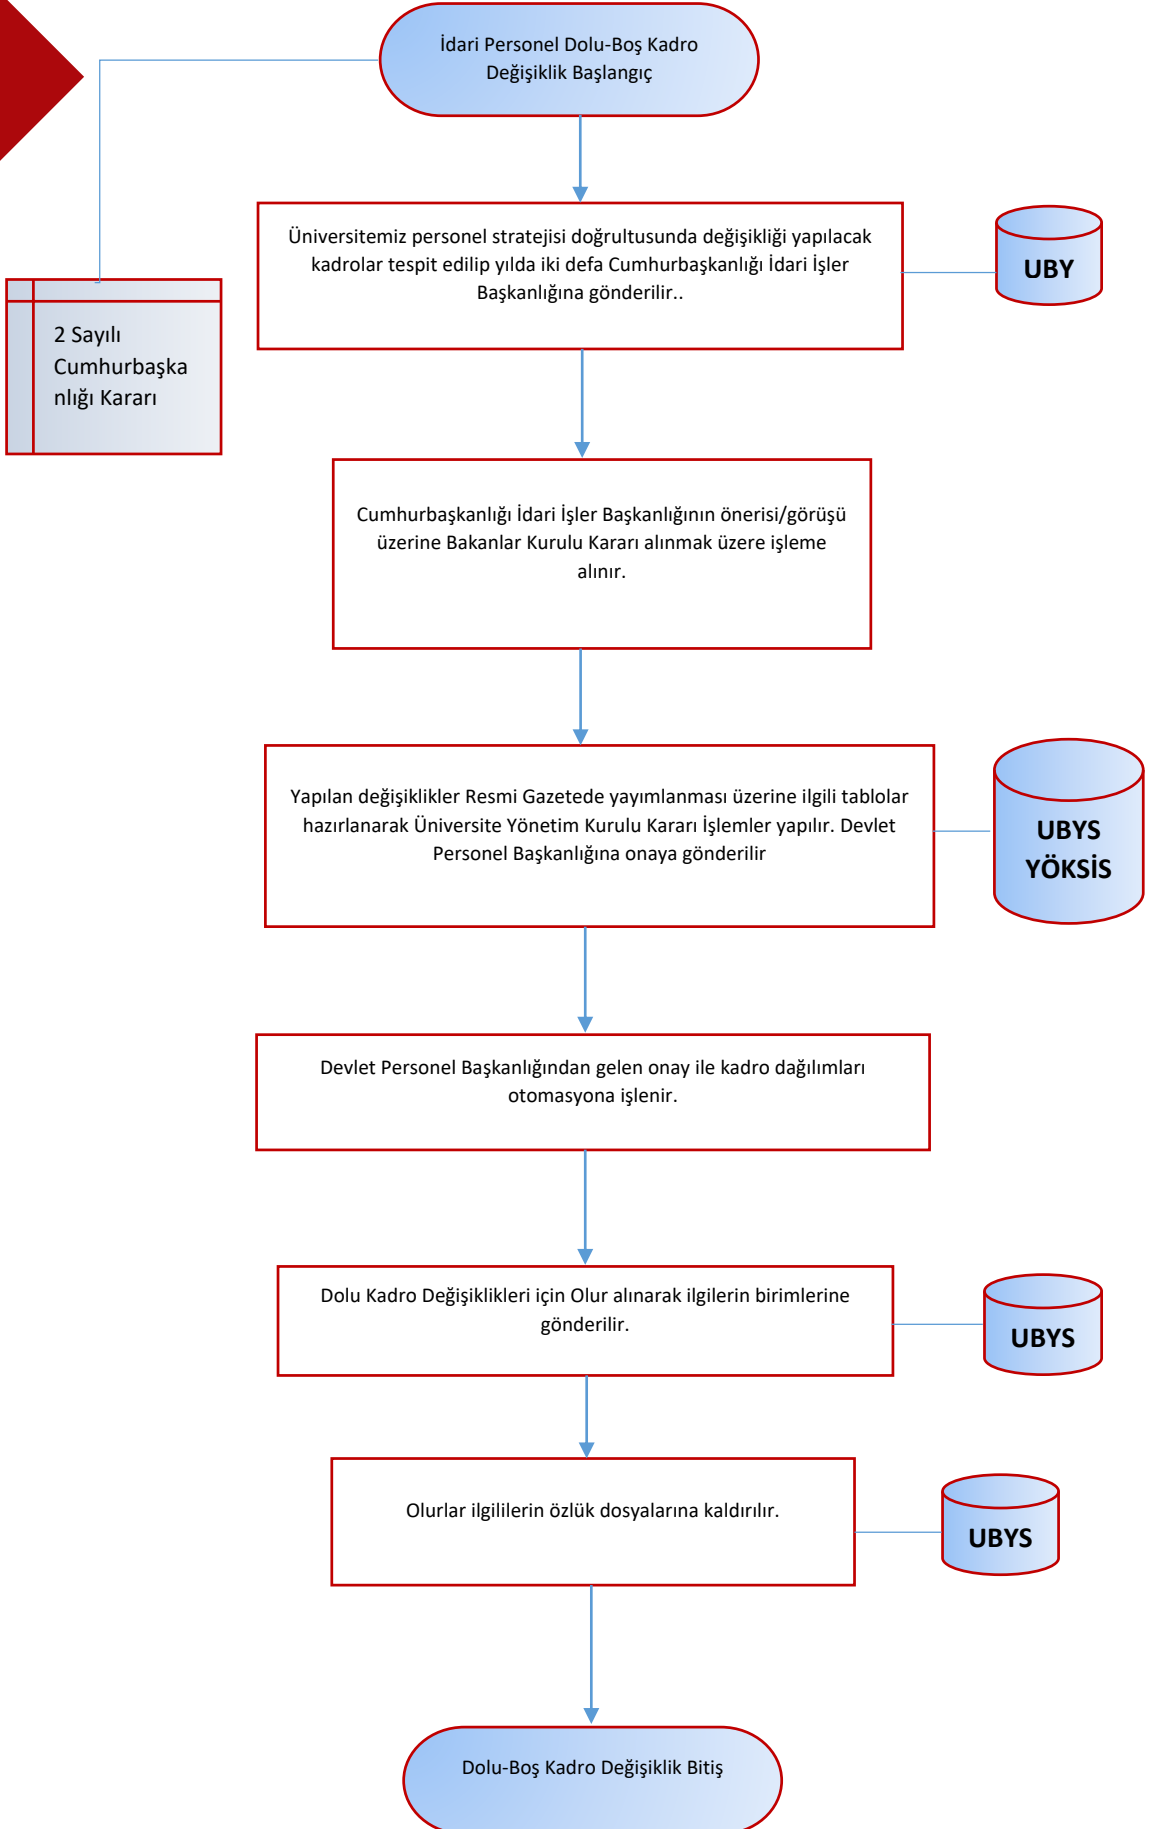 İdari Personel Dolu-Boş Kadro
Değişiklik Başlangıç
Üniversitemiz personel stratejisi doğrultusunda değişikliği yapılacak
kadrolar tespit edilip yılda iki defa Cumhurbaşkanlığı İdari İşler
Başkanlığına gönderilir..
UBY
2 Sayılı
Cumhurbaşka
nlığı Kararı
Cumhurbaşkanlığı İdari İşler Başkanlığının önerisi/görüşü
üzerine Bakanlar Kurulu Kararı alınmak üzere işleme
alınır.
Yapılan değişiklikler Resmi Gazetede yayımlanması üzerine ilgili tablolar
hazırlanarak Üniversite Yönetim Kurulu Kararı İşlemler yapılır. Devlet
Personel Başkanlığına onaya gönderilir
UBYS
YÖKSİS
Devlet Personel Başkanlığından gelen onay ile kadro dağılımları
otomasyona işlenir.
Dolu Kadro Değişiklikleri için Olur alınarak ilgilerin birimlerine
gönderilir.
UBYS
Olurlar ilgililerin özlük dosyalarına kaldırılır.
UBYS
Dolu-Boş Kadro Değişiklik Bitiş